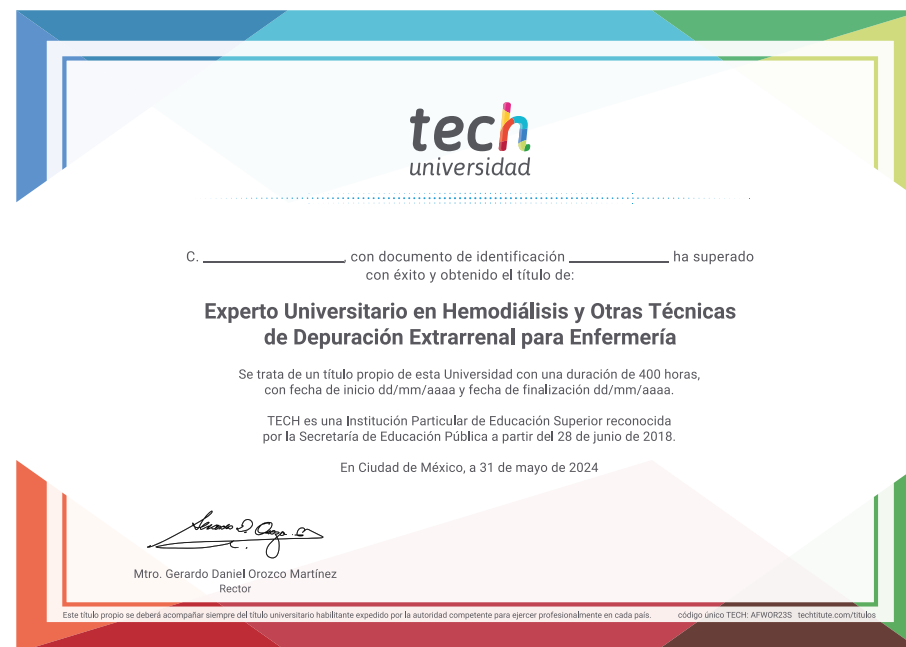 tech
universidad
C. ____________________, con documento de identificación ______________ ha superado
con éxito y obtenido el título de:
Experto Universitario en Hemodiálisis y Otras Técnicas
de Depuración Extrarrenal para Enfermería
Se trata de un título propio de esta Universidad con una duración de 400 horas,
con fecha de inicio dd/mm/aaaa y fecha de finalización dd/mm/aaaa.
TECH es una Institución Particular de Educación Superior reconocida
por la Secretaría de Educación Pública a partir del 28 de junio de 2018.
En Ciudad de México, a 31 de mayo de 2024
Mtro. Gerardo Daniel Orozco Martínez
Rector
Este título propio se deberá acompañar siempre del título universitario habilitante expedido por la autoridad competente para ejercer profesionalmente en cada país. código único TECH: AFWOR23S techtitute.com/titulos